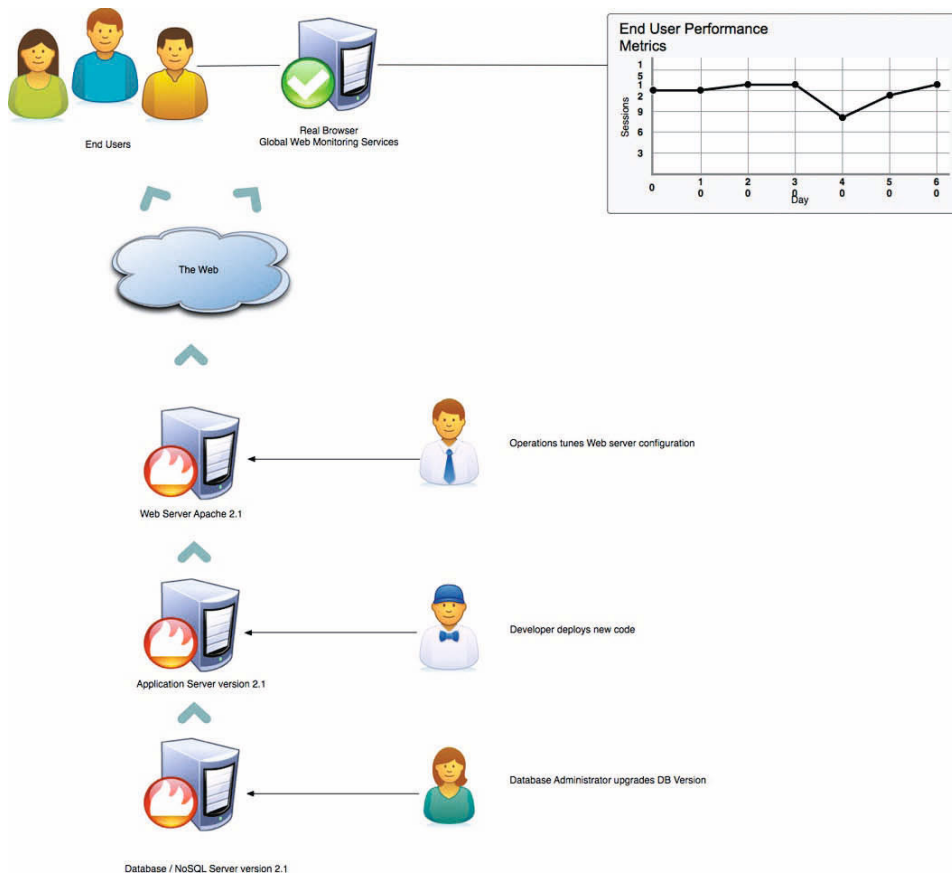 End User Performance
Metrics
1
5
1
2
9
6
3
Sessions
0
1
0
2
0
3
0
4
0
5
0
6
0
Day
End Users
Real Browser
Global Web Monitoring Services
The Web
Operations tunes Web server configuration
Web Server Apache 2.1
Developer deploys new code
Application Server version 2.1
Database Administrator upgrades DB Version
Database / NoSQL Server version 2.1